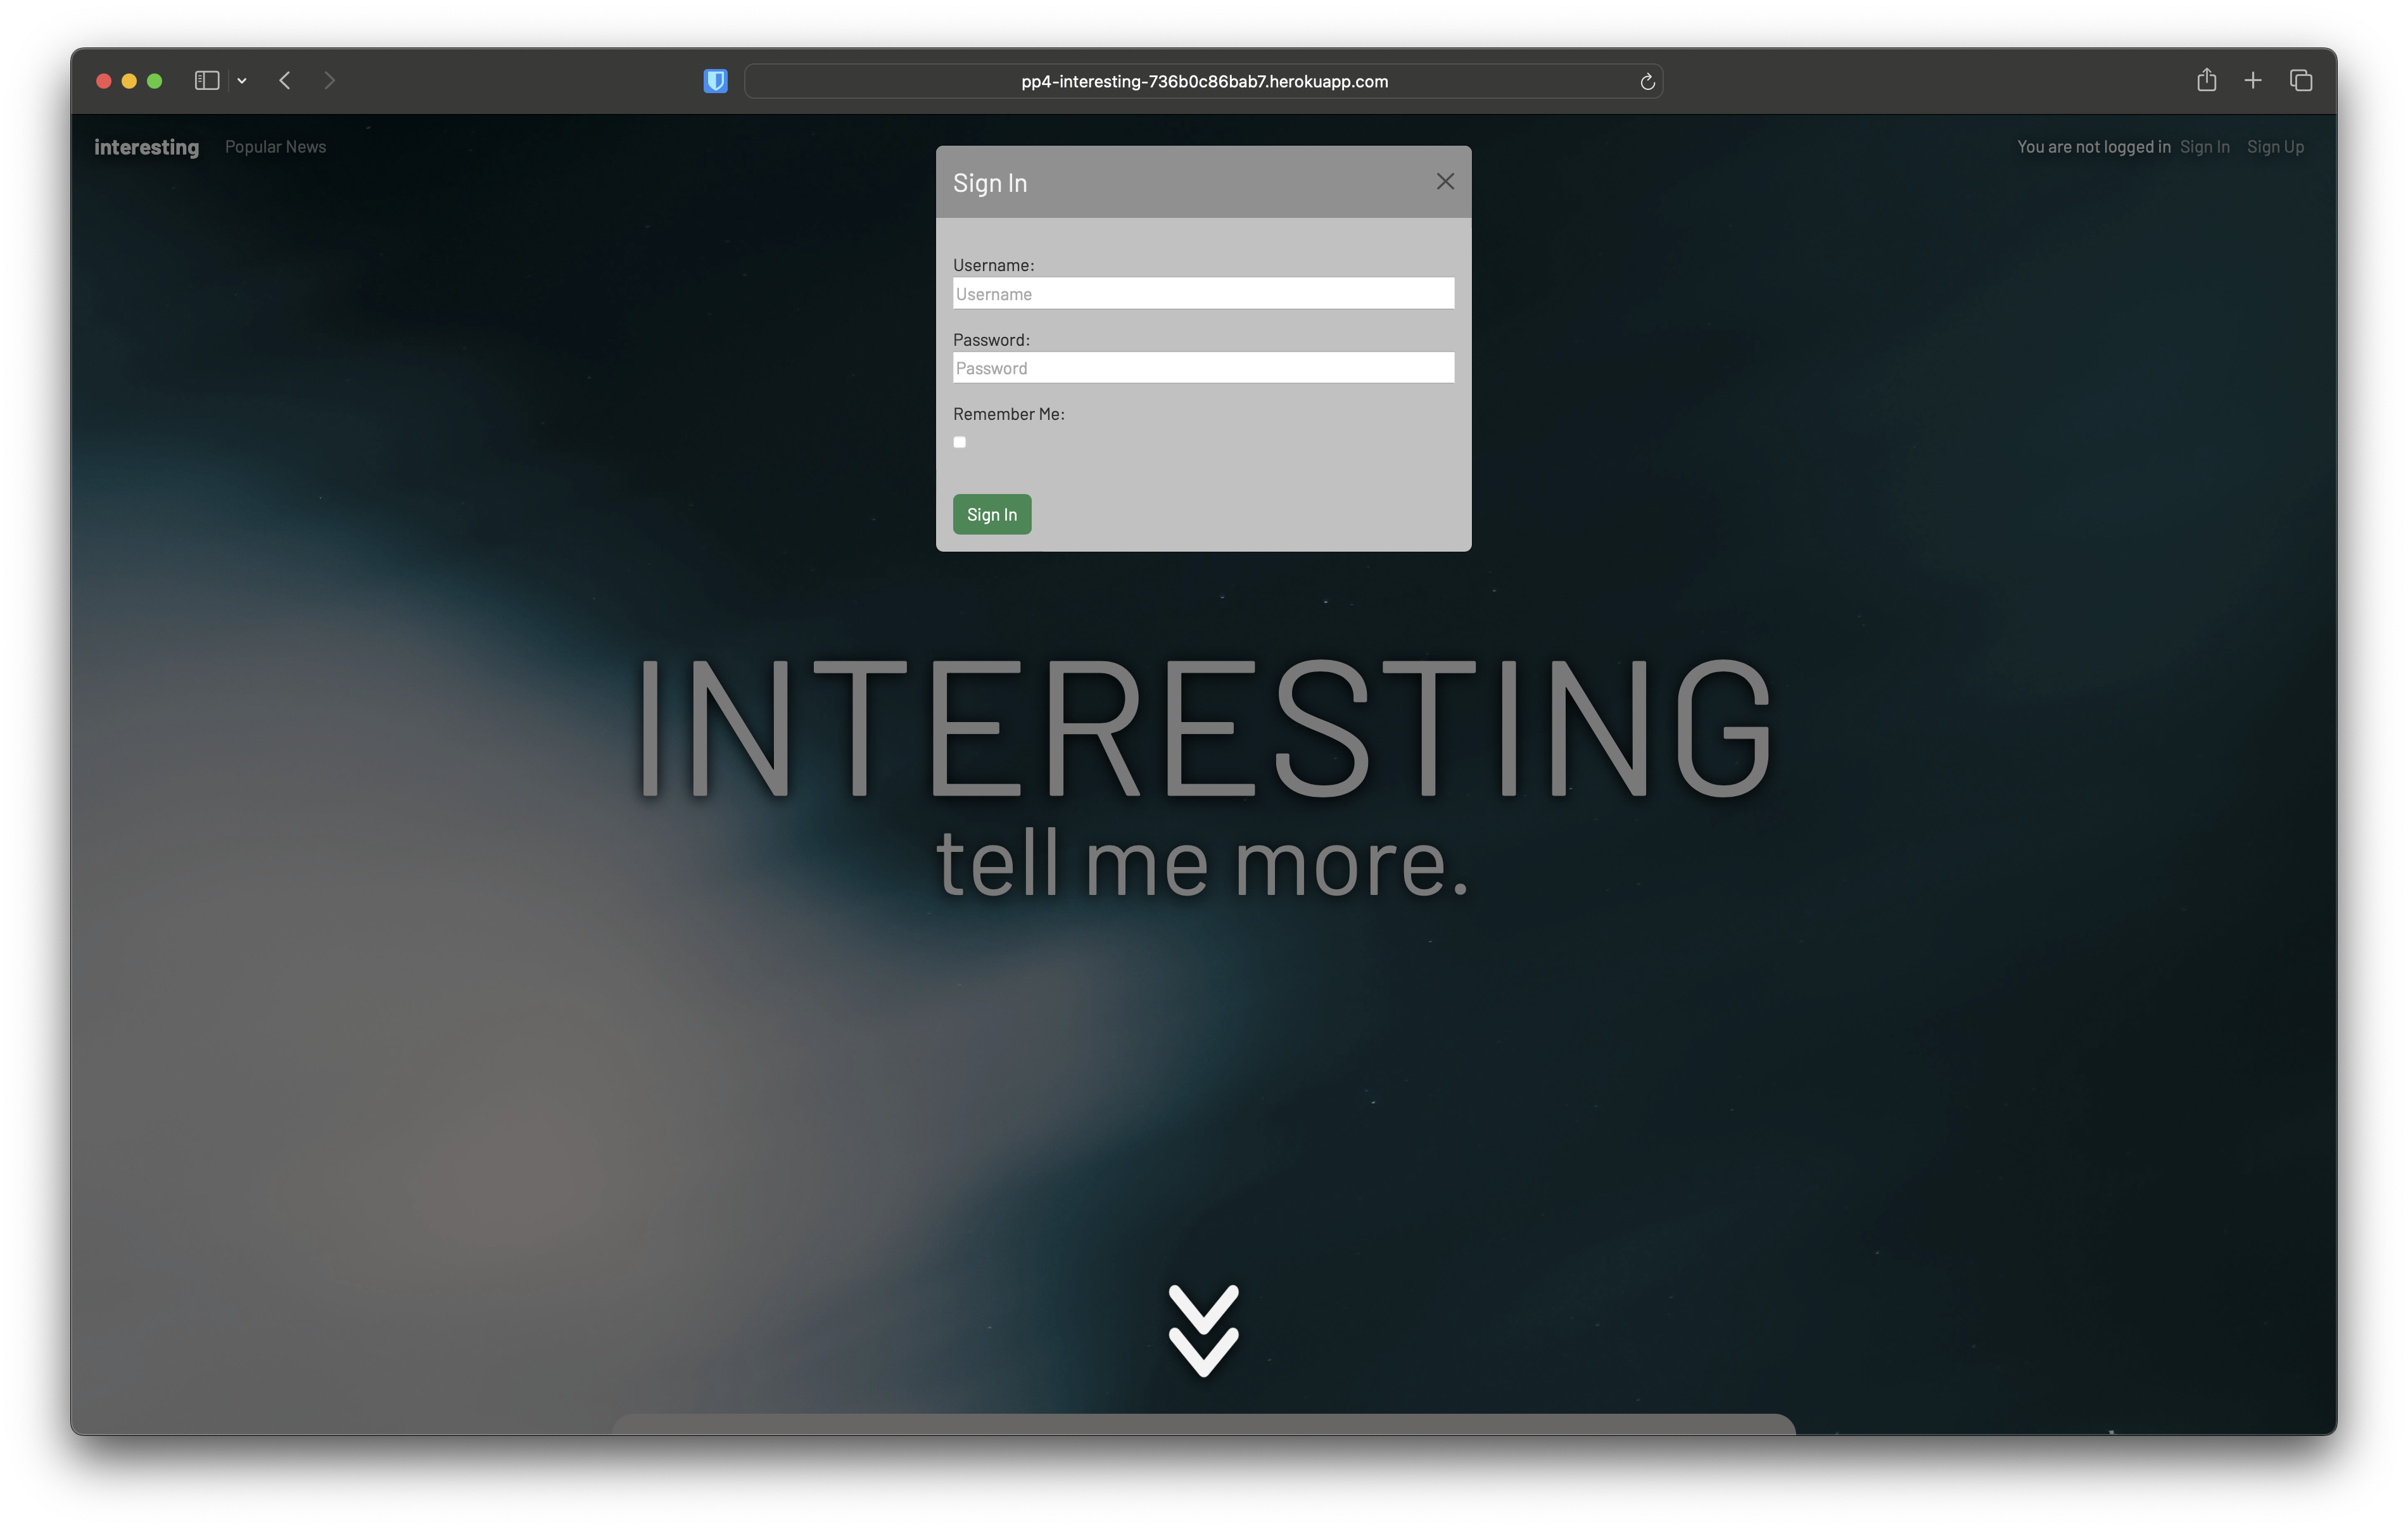 pp4-interesting-736b0c86bab7.herokuapp.com
interesting Popular News
You are not logged in Sign In Sign Up
Sign In
Username:
Username
Password:
Password
Remember Me:
Sign In
INTERESTING
tell me more.